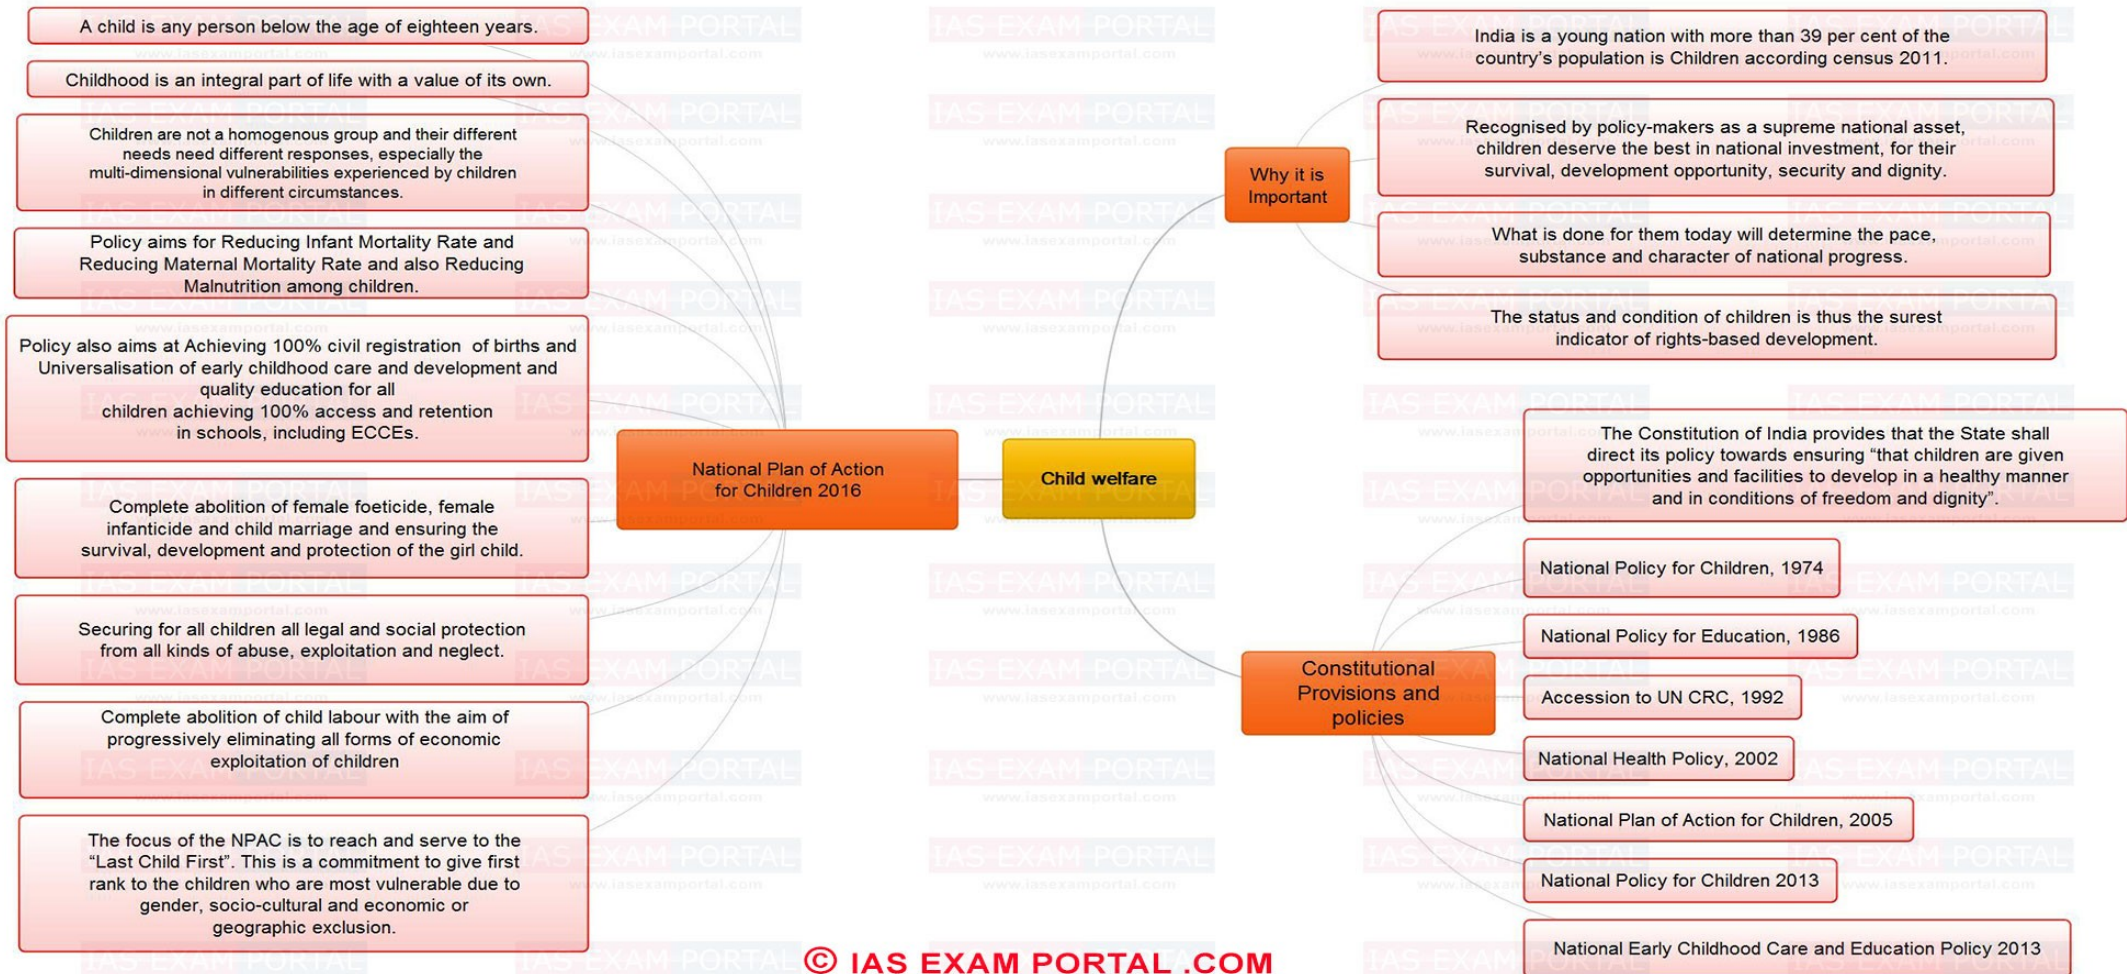 A child is any person below the age of eighteen years.
Childhood is an integral part of life with a value of its own.
Children are not a homogenous group and their different
needs need different responses, especially the
multi-dimensional vulnerabilities experienced by children
in different circumstances.
Policy aims for Reducing Infant Mortality Rate and
Reducing Maternal Mortality Rate and also Reducing
Malnutrition among children.
Policy also aims at Achieving 100% civil registration of births and
Universalisation of early childhood care and development and
quality education for all
children achieving 100% access and retention
in schools, including ECCEs.
Complete abolition of female foeticide, female
infanticide and child marriage and ensuring the
survival, development and protection of the girl child.
Securing for all children all legal and social protection
from all kinds of abuse, exploitation and neglect.
Complete abolition of child labour with the aim of
progressively eliminating all forms of economic
exploitation of children
The focus of the NPAC is to reach and serve to the
“Last Child First”. This is a commitment to give first
rank to the children who are most vulnerable due to
gender, socio-cultural and economic or
geographic exclusion.
National Plan of Action
for Children 2016
Child welfare
Why it is
Important
India is a young nation with more than 39 per cent of the
country’s population is Children according census 2011.
Recognised by policy-makers as a supreme national asset,
children deserve the best in national investment, for their
survival, development opportunity, security and dignity.
What is done for them today will determine the pace,
substance and character of national progress.
The status and condition of children is thus the surest
indicator of rights-based development.
Constitutional
Provisions and
policies
The Constitution of India provides that the State shall
direct its policy towards ensuring “that children are given
opportunities and facilities to develop in a healthy manner
and in conditions of freedom and dignity”.
National Policy for Children, 1974
National Policy for Education, 1986
Accession to UN CRC, 1992
National Health Policy, 2002
National Plan of Action for Children, 2005
National Policy for Children 2013
National Early Childhood Care and Education Policy 2013
© IAS EXAM PORTAL .COM
IAS EXAM PORTAL
www.iasexamportal.com